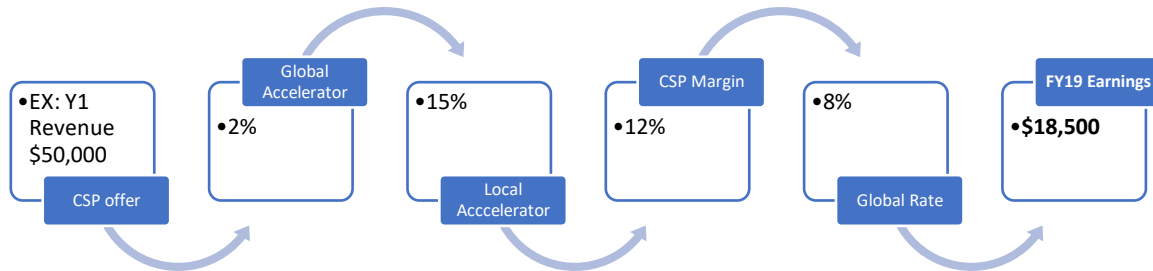 •EX: Y1
Revenue
$50,000
CSP offer
Global
Accelerator
•2%
•15%
Local
Acccelerator
CSP Margin
•12%
•8%
Global Rate
FY19 Earnings
•$18,500